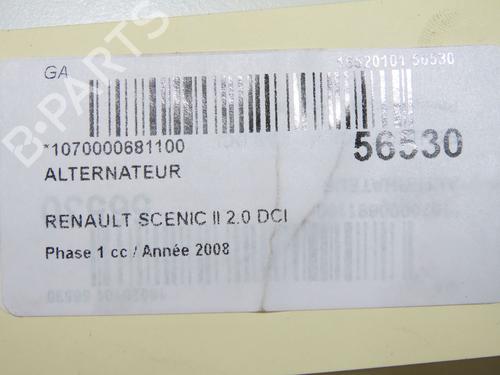 GA
16520101 56530
*1070000681100
56530
ALTERNATEUR
RENAULT SCENIC II 2.0 DCI
Phase 1 cc / Année 2008
B-PARTS